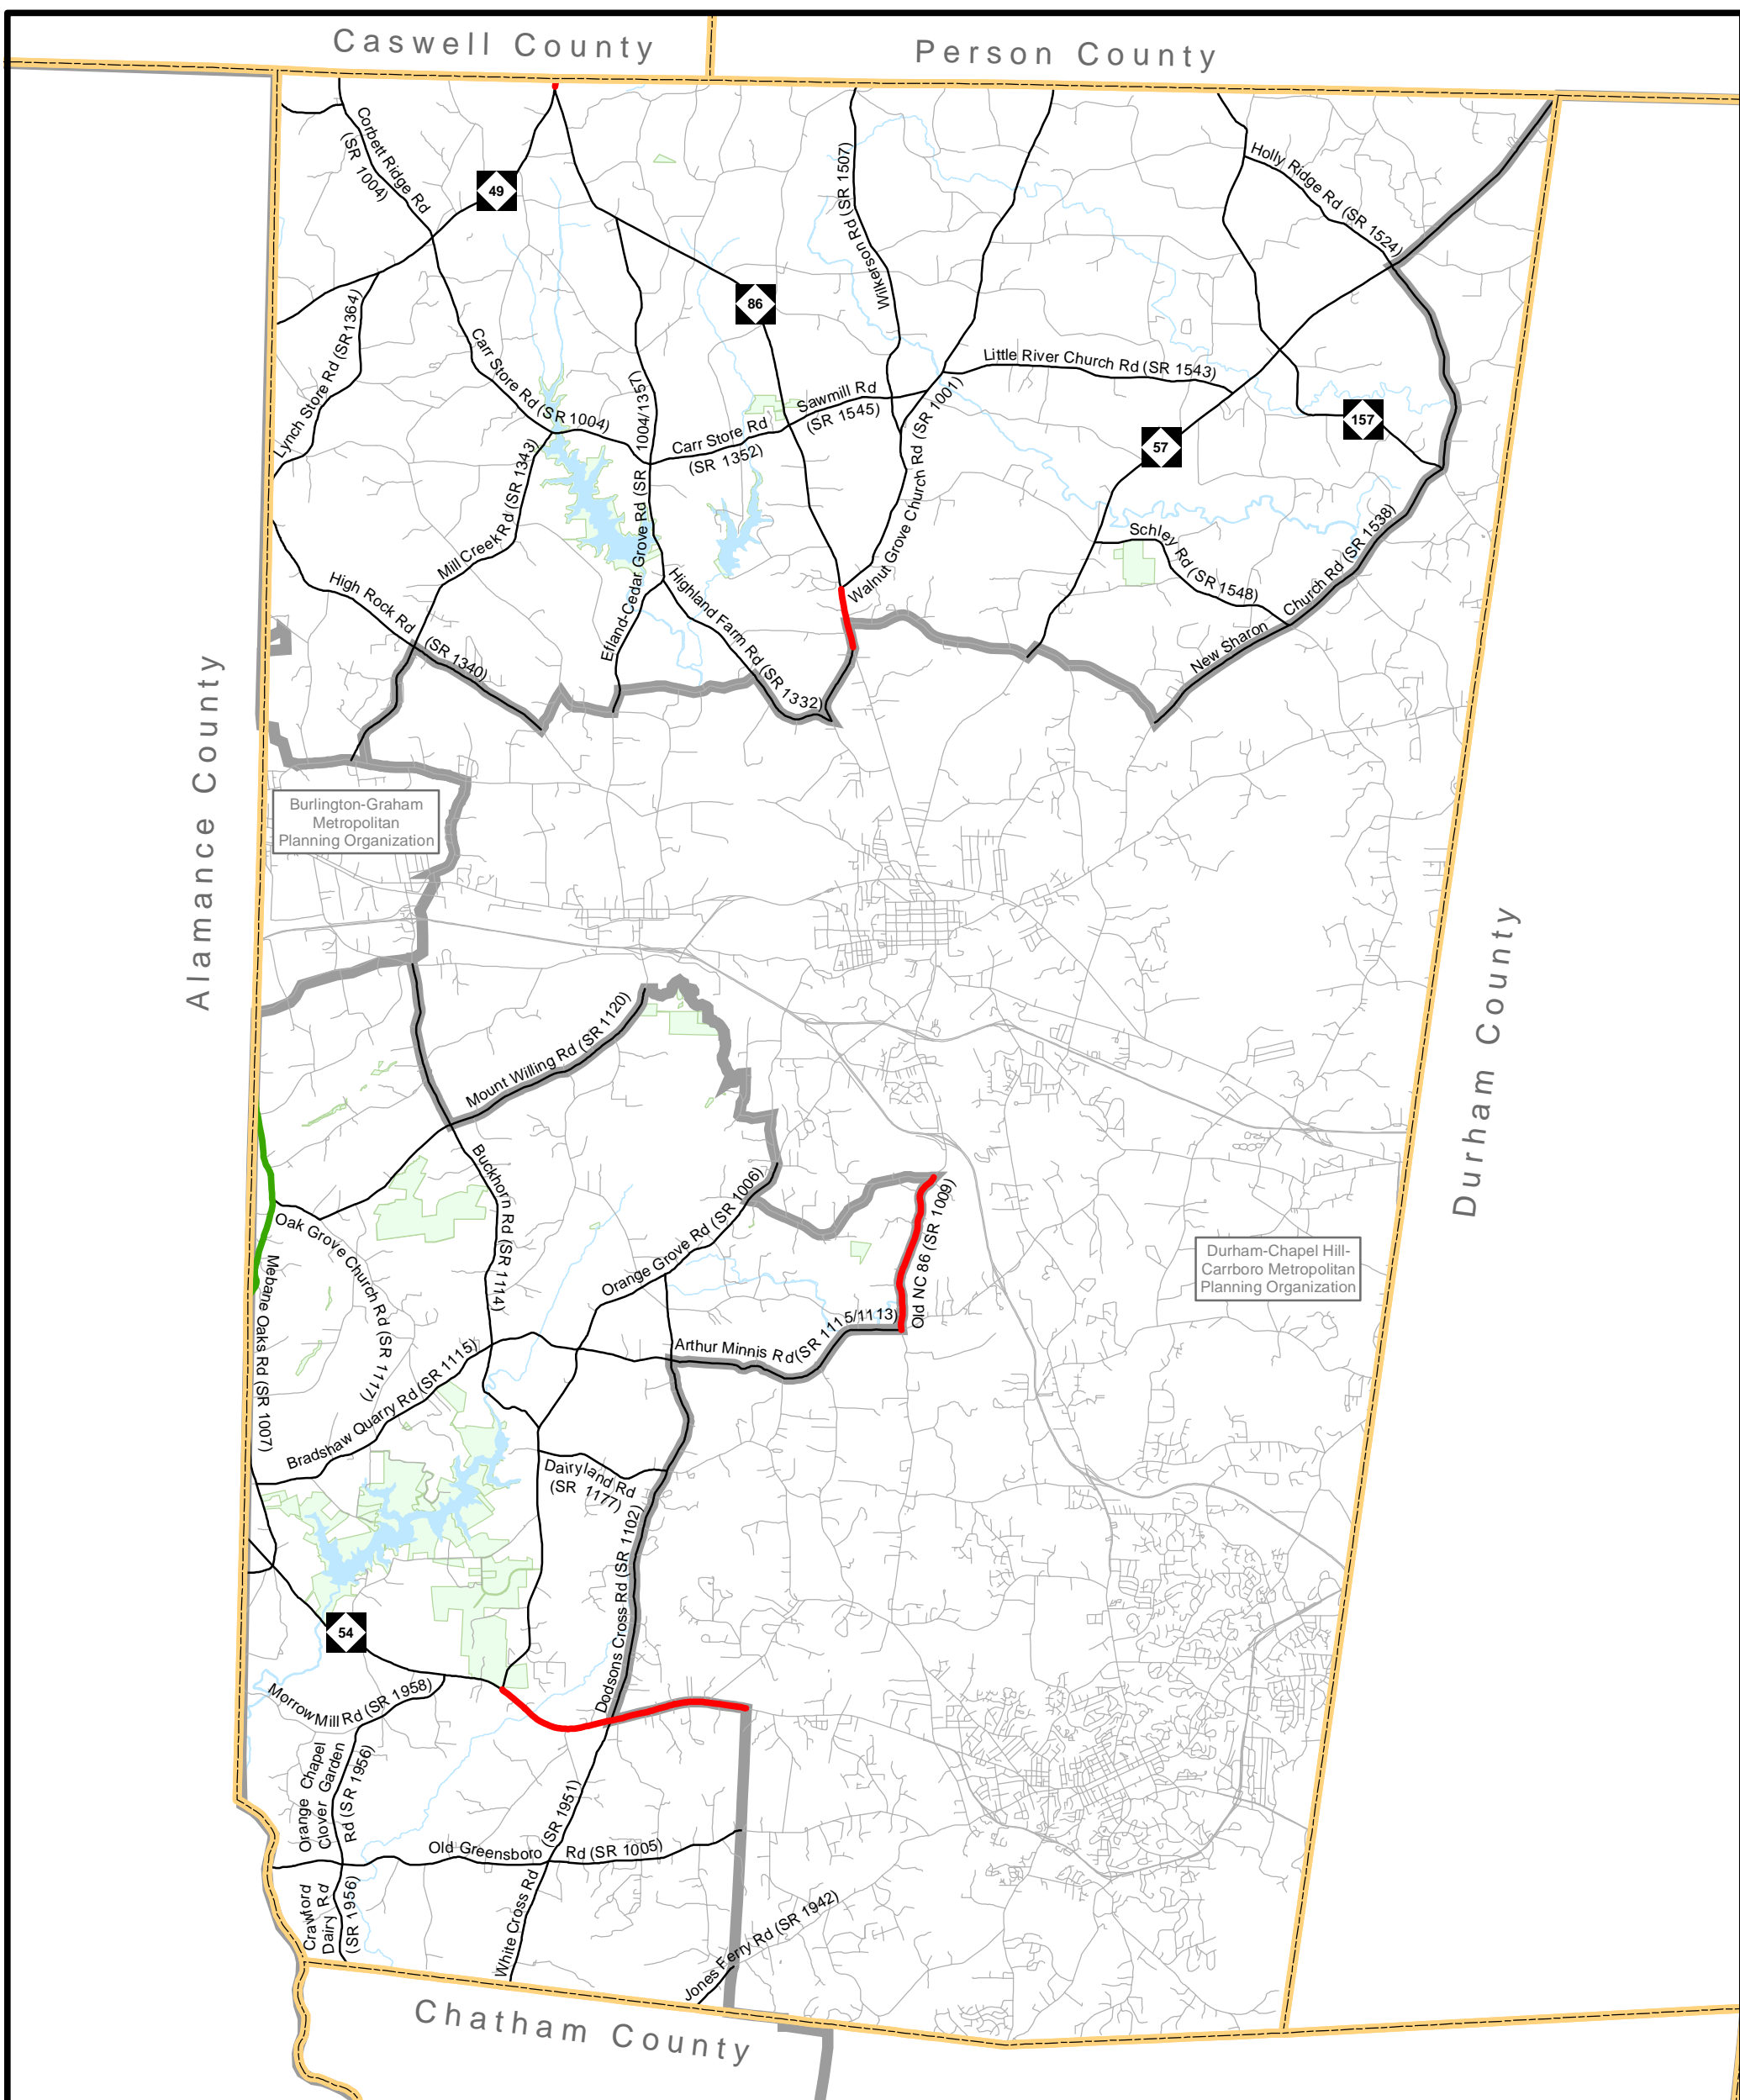 Caswell County
Person County
Corbett Ridge Rd
(SR 1004)
49
Wilkerson Rd (SR 1507)
Holly Ridge Rd (SR 1524)
86
Lynch Store Rd (SR1364)
Carr Store Rd (SR 1004)
Little River Church Rd (SR 1543)
Sawmill Rd
(SR 1545)
Carr Store Rd
(SR 1352)
157
57
Mill Creek Rd (SR 1343)
Efland-Cedar Grove Rd (SR 1004/1357)
Walnut Grove Church Rd (SR 1001)
Schley Rd (SR 1548)
High Rock Rd (SR 1340)
Highland Farm Rd (SR 1332)
New Sharon Church Rd (SR 1538)
Alamance County
Burlington-Graham
Metropolitan
Planning Organization
Durham County
Mount Willing Rd (SR 1120)
Buckhorn Rd (SR 1114)
Orange Grove Rd (SR 1006)
Old NC 86 (SR 1009)
Oak Grove Church Rd (SR 1117)
Mebane Oaks Rd (SR 1007)
Durham-Chapel Hill-
Carrboro Metropolitan
Planning Organization
Arthur Minnis Rd (SR 1115/1113)
Bradshaw Quarry Rd (SR 1115)
Dairyland Rd
(SR 1177)
Dodsons Cross Rd (SR 1102)
54
Morrow Mill Rd (SR 1958)
Orange Chapel
Clover Garden
Rd (SR 1956)
Old Greensboro Rd (SR 1005)
White Cross Rd (SR 1951)
Crawford
Dairy Rd
(SR 1956)
Jones Ferry Rd (SR 1942)
Chatham County